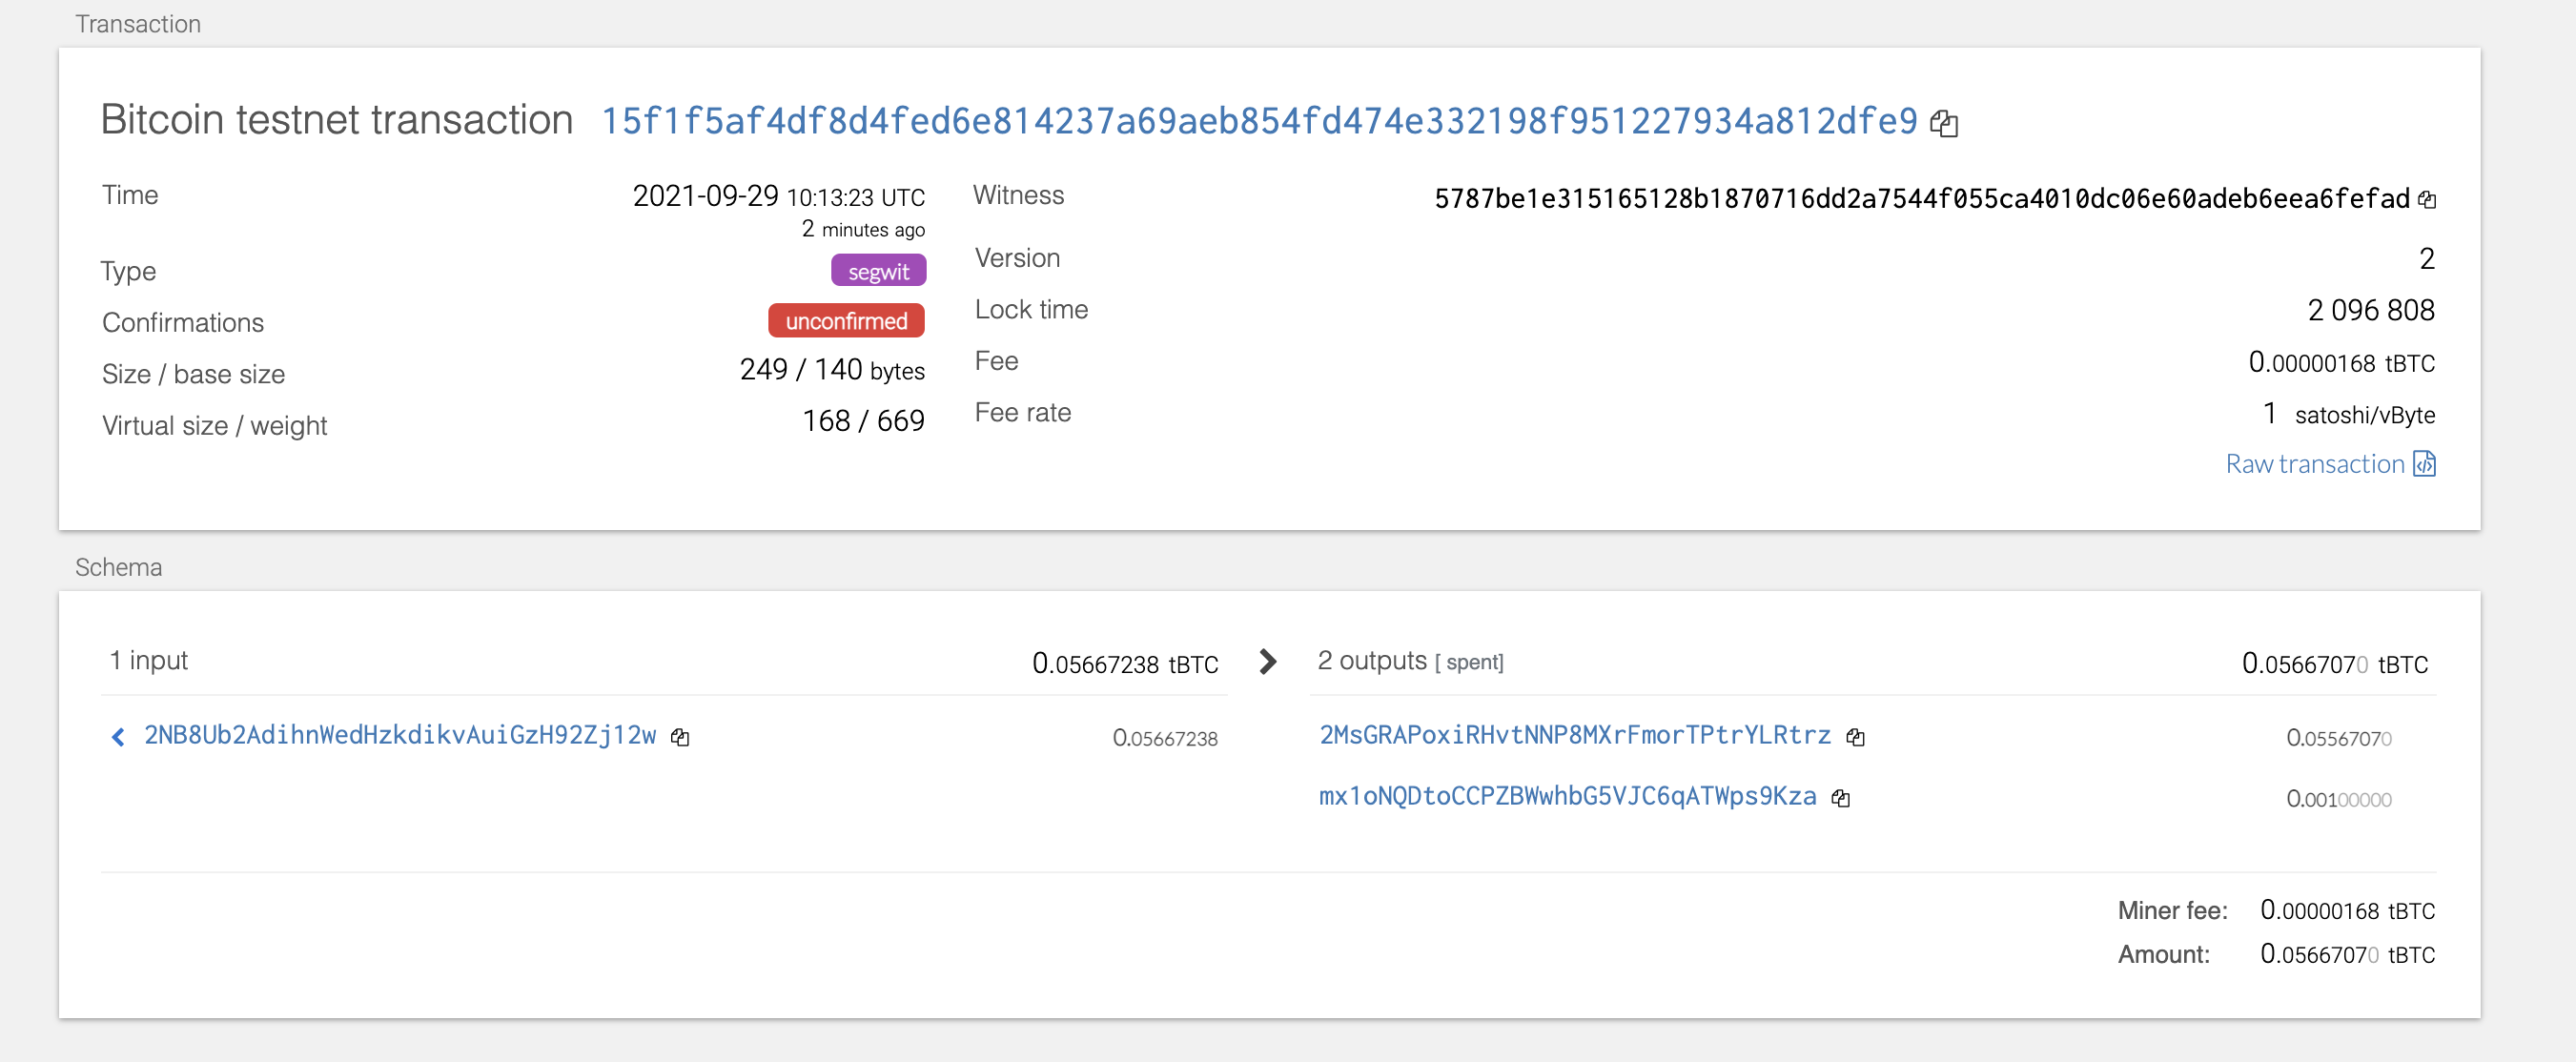 Transaction
Bitcoin testnet transaction 15f1f5af4df8d4fed6e814237a69aeb854fd474e332198f951227934a812dfe9
Time 2021-09-29 10:13:23 UTC
2 minutes ago
Type segwit
Confirmations unconfirmed
Size / base size 249 / 140 bytes
Virtual size / weight 168 / 669
Witness 5787be1e315165128b1870716dd2a7544f055ca4010dc06e60adeb6eea6fefad
Version 2
Lock time 2 096 808
Fee 0.00000168 tBTC
Fee rate 1 satoshi/vByte
Raw transaction
Schema
1 input 0.05667238 tBTC
2NB8Ub2AdihnWedHzkdikvAuiGzH92Zj12w 0.05667238
2 outputs [ spent] 0.05667070 tBTC
2MsGRAPoxiRHvtNNP8MXrFmorTPtrYLRtrz 0.05567070
mx1oNQDtoCCPZBWwhbG5VJC6qATWps9Kza 0.00100000
Miner fee: 0.00000168 tBTC
Amount: 0.05667070 tBTC